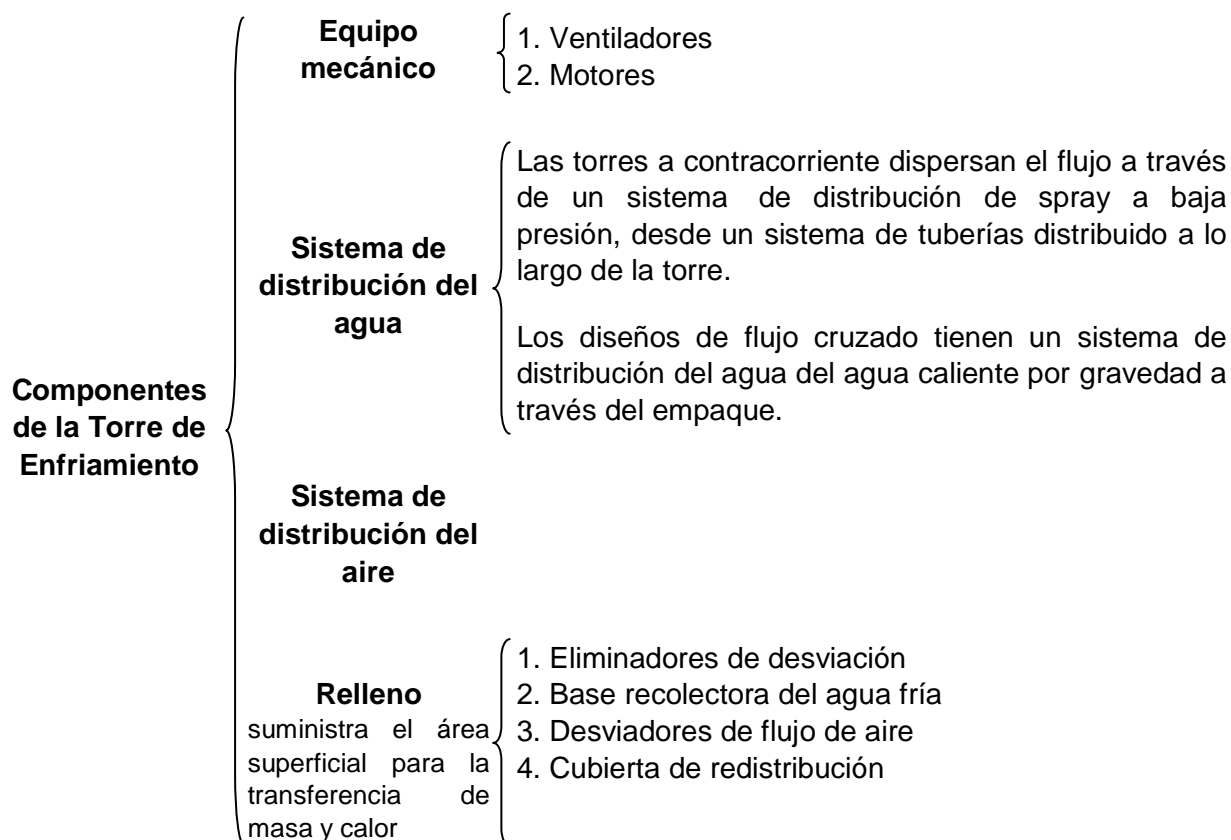 Equipo
mecánico
1. Ventiladores
2. Motores
Sistema de
distribución del
agua
Las torres a contracorriente dispersan el flujo a través
de un sistema de distribución de spray a baja
presión, desde un sistema de tuberías distribuido a lo
largo de la torre.
Los diseños de flujo cruzado tienen un sistema de
distribución del agua del agua caliente por gravedad a
través del empaque.
Componentes
de la Torre de
Enfriamiento
Sistema de
distribución del
aire
Relleno
suministra el área
superficial para la
transferencia de
masa y calor
1. Eliminadores de desviación
2. Base recolectora del agua fría
3. Desviadores de flujo de aire
4. Cubierta de redistribución